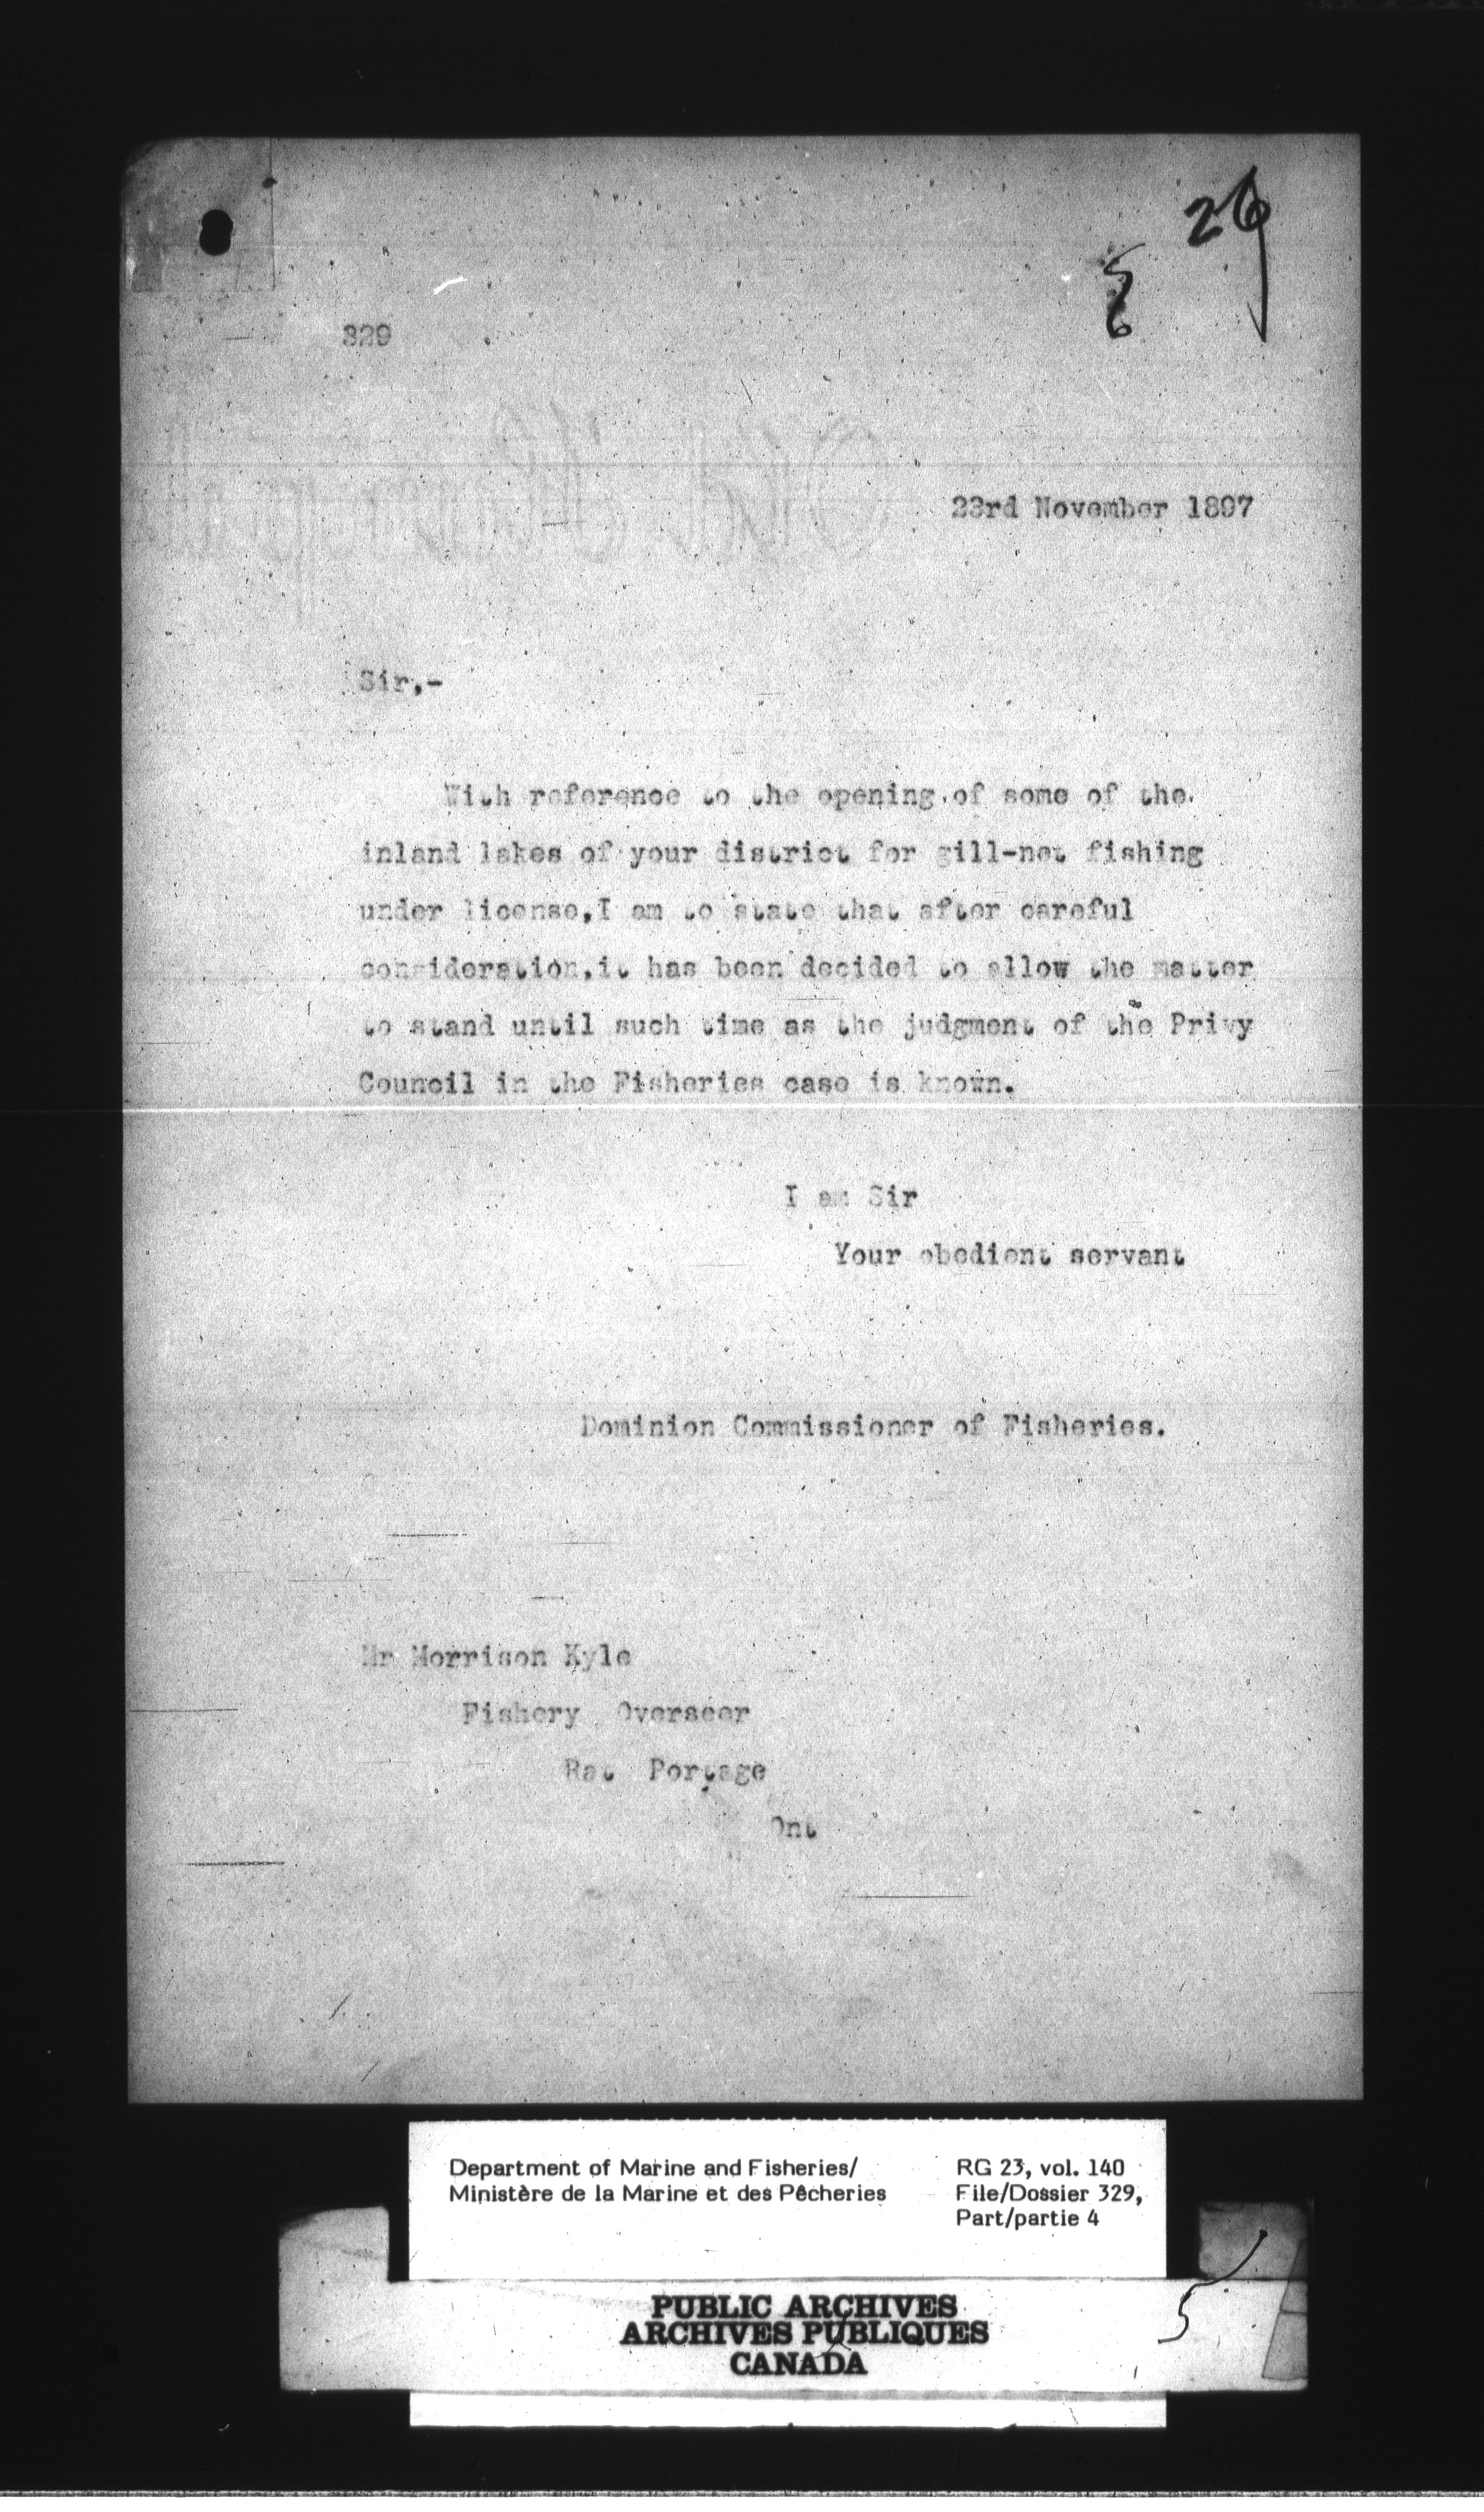 26
329
23rd November 1897
Sir,-
With reference to the opening of some of the
inland lakes of your district for gill-net fishing
under license, I am to state that after careful
consideration, it has been decided to allow the matter
to stand until such time as the judgment of the Privy
Council in the Fisheries case is known.
I am Sir
Your obedient servant
Dominion Commissioner of Fisheries.
Mr Morrison Kyle
Fishery Overseer
Rat Portage
Ont
Department of Marine and Fisheries/
Ministère de la Marine et des Pêcheries
RG 23, vol. 140
File/Dossier 329,
Part/partie 4
PUBLIC ARCHIVES
ARCHIVES PUBLIQUES
CANADA